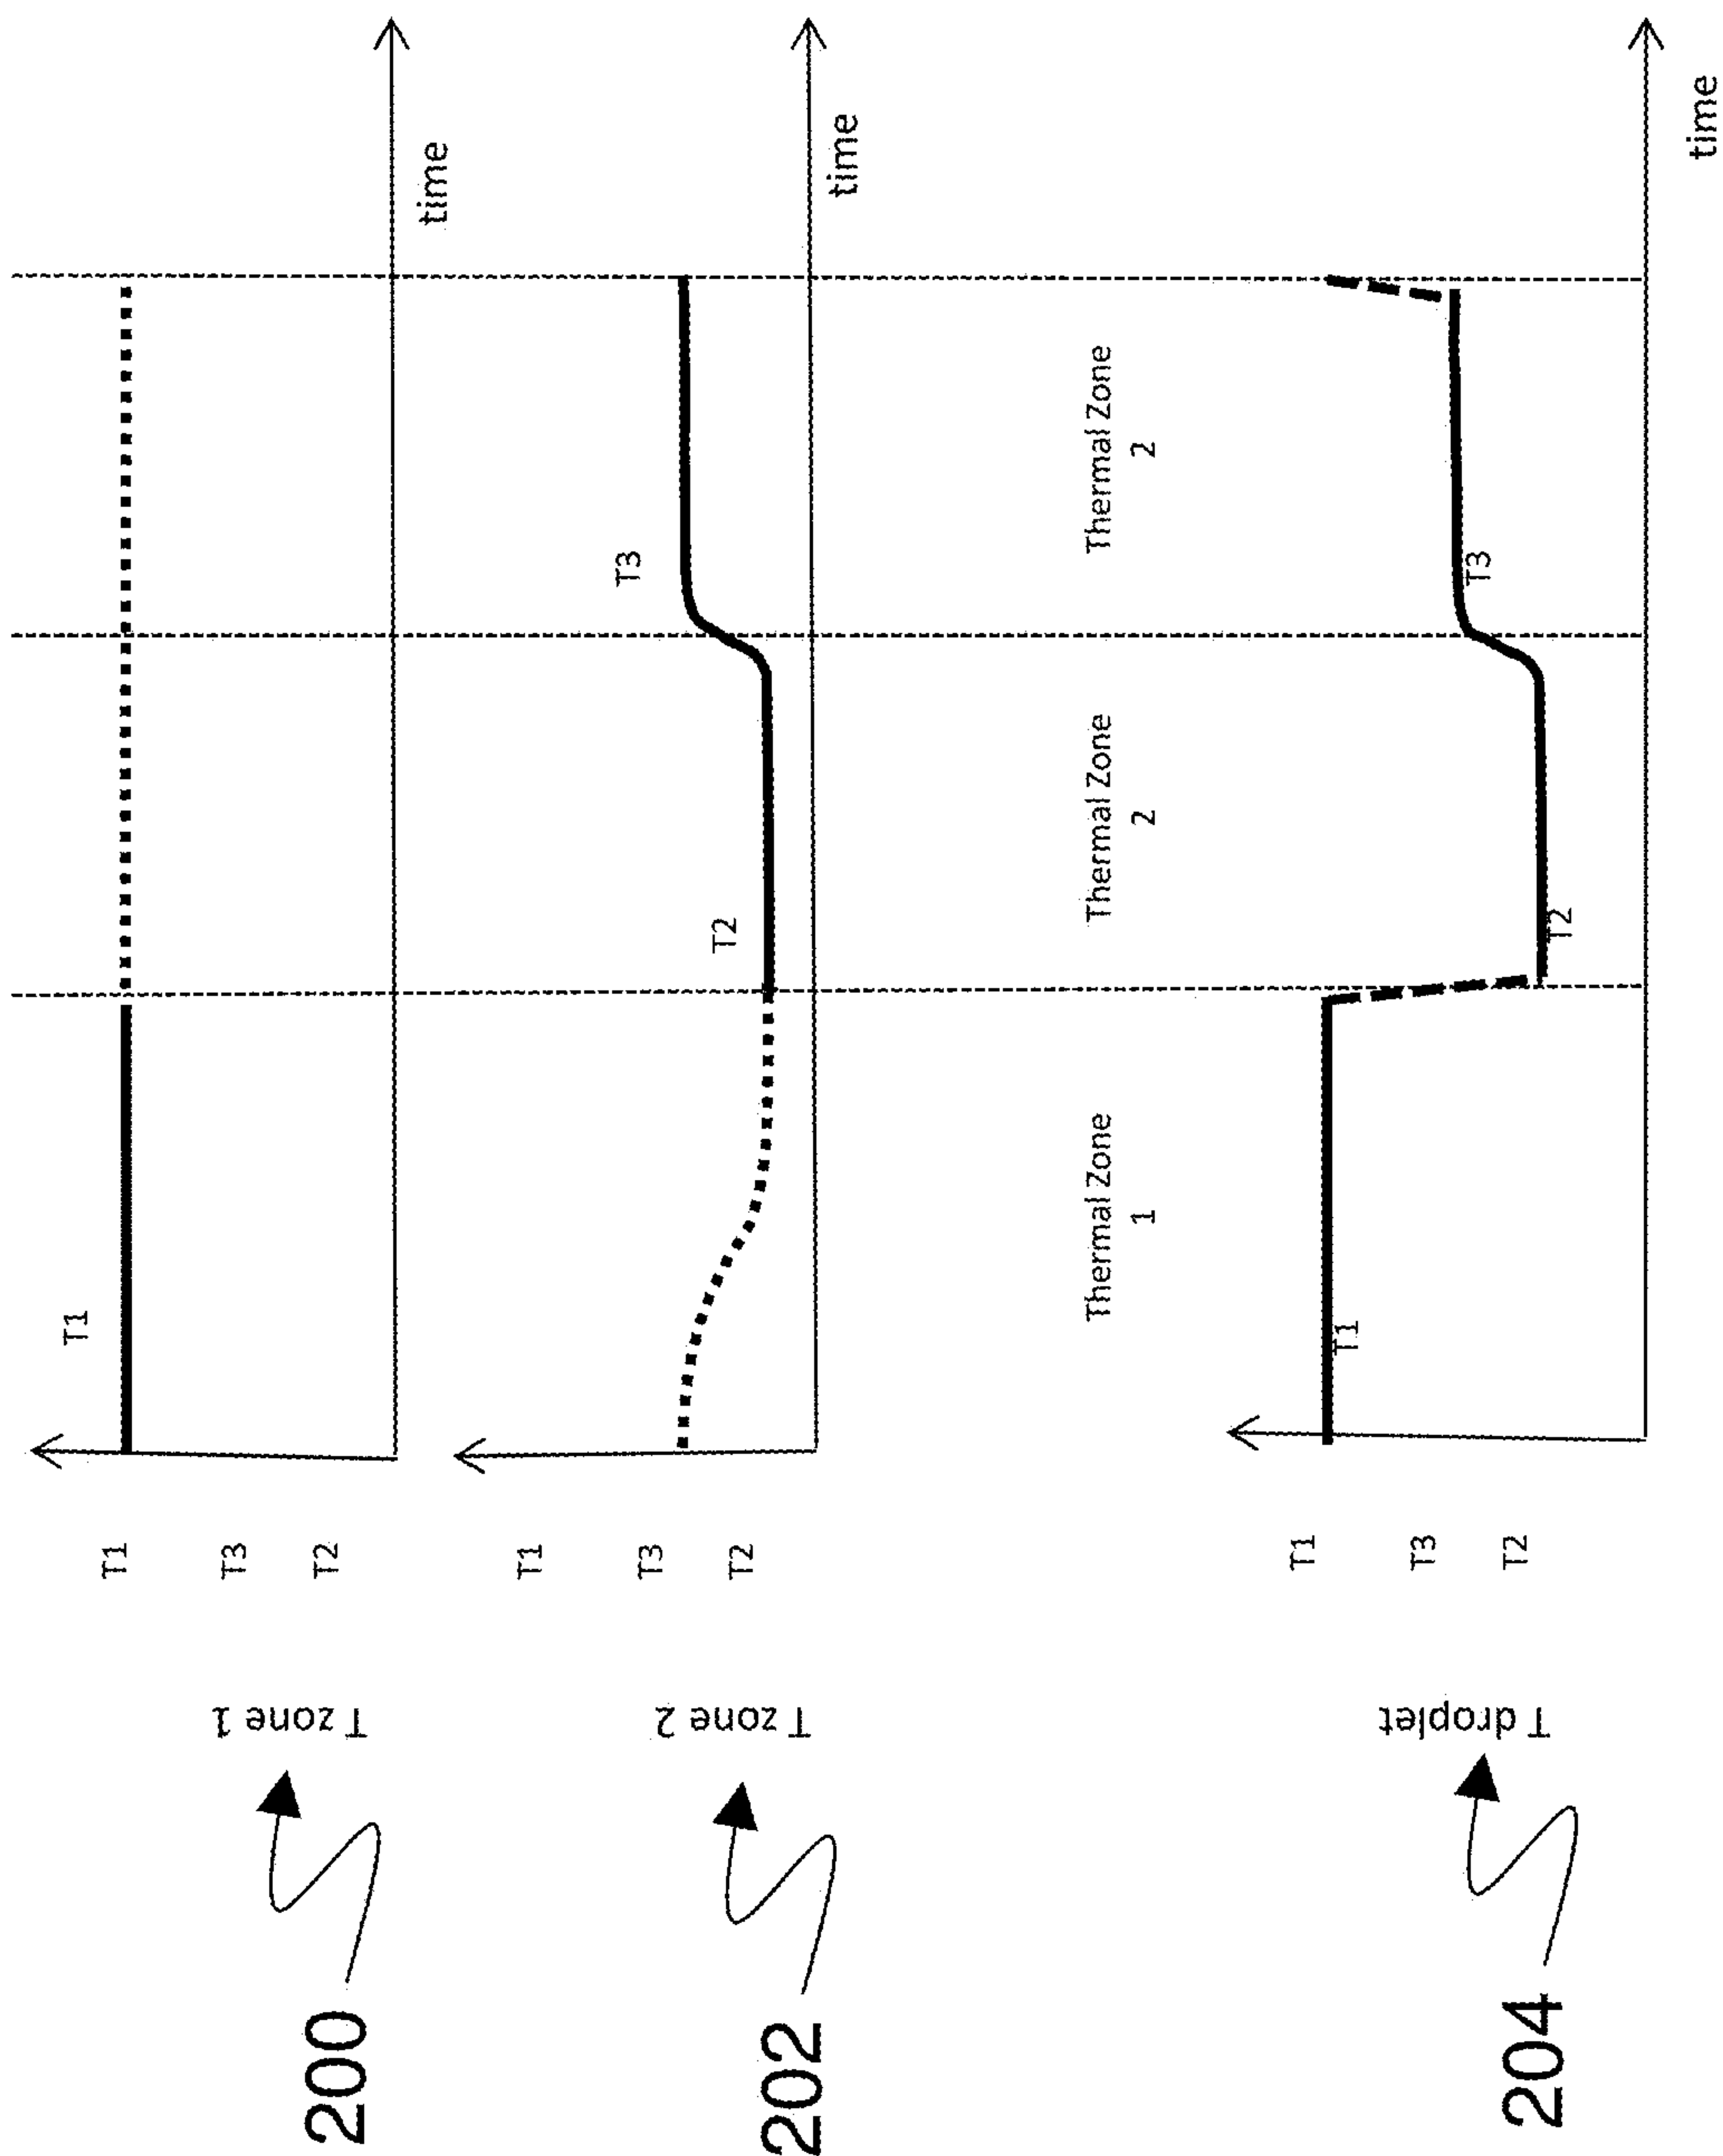 200
T zone 1
T1
T3
T2
T1
time
202
T zone 2
T1
T3
T2
T2
T3
time
Thermal Zone
1
Thermal Zone
2
Thermal Zone
2
204
T droplet
T1
T3
T2
T1
T2
T3
time